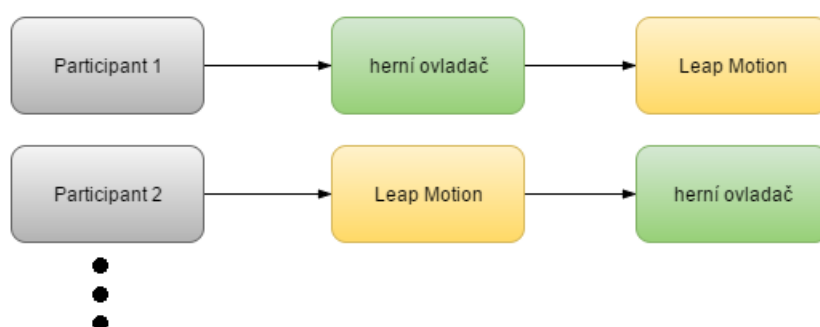 Participant 1
herní ovladač
Leap Motion
Participant 2
Leap Motion
herní ovladač